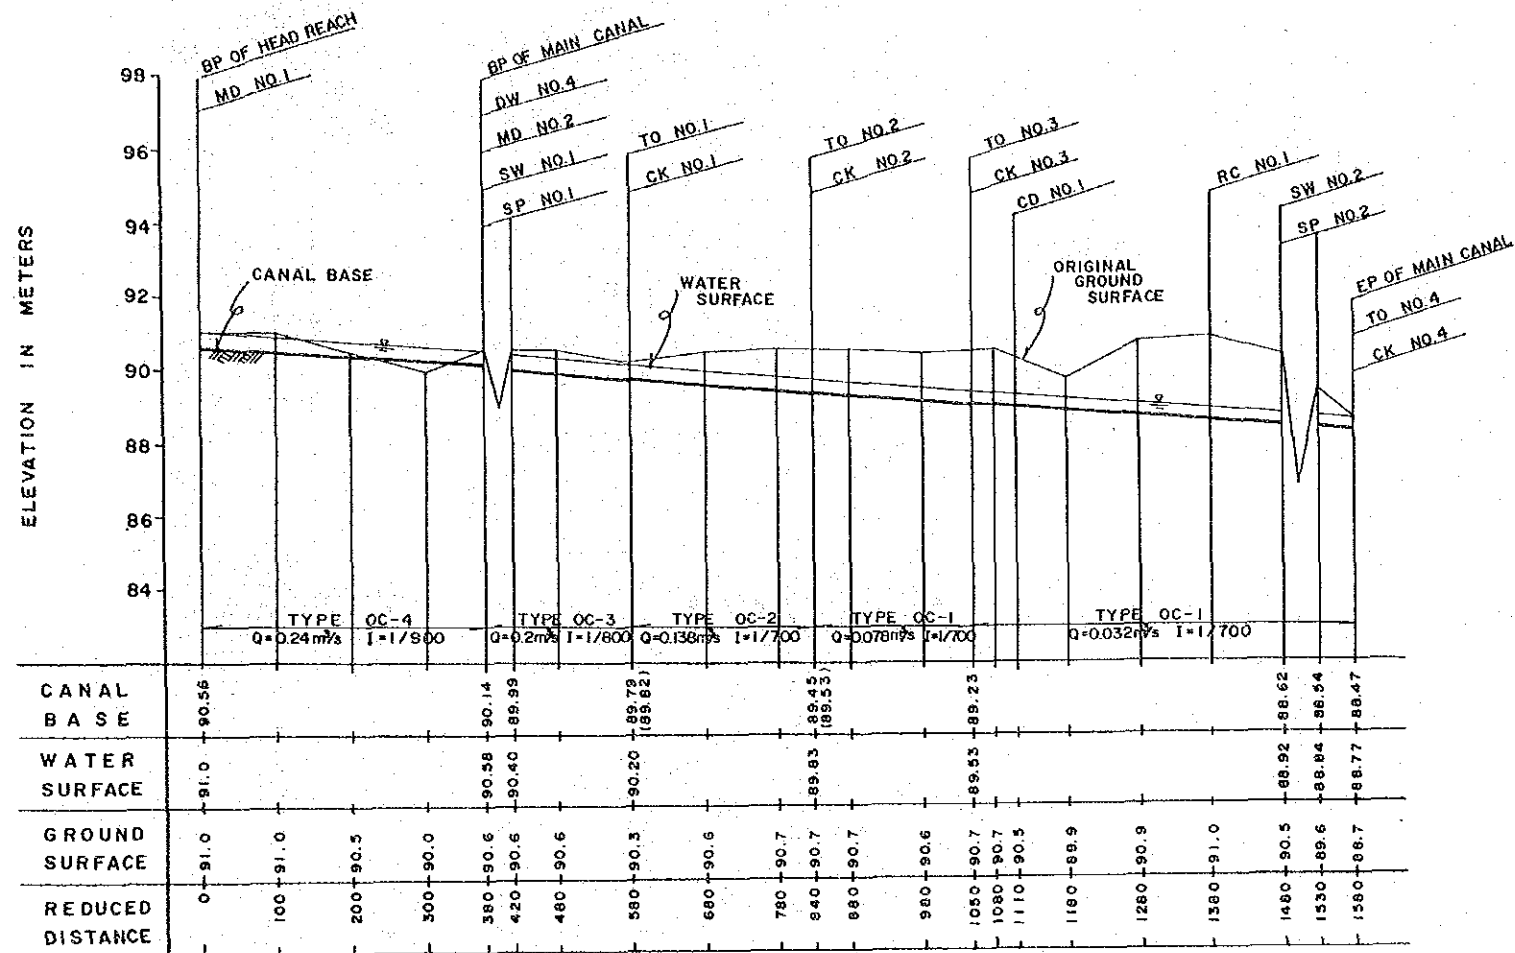 BP OF HEAD REACH
MD NO.1
BP OF MAIN CANAL
DW NO.4
MD NO.2
SW NO.1
SP NO.1
TO NO.1
CK NO.1
TO NO.2
CK NO.2
TO NO.3
CK NO.3
CD NO.1
RC NO.1
SW NO.2
SP NO.2
EP OF MAIN CANAL
TO NO.4
CK NO.4
ELEVATION IN METERS
98
96
94
92
90
88
86
84
CANAL BASE
WATER
SURFACE
ORIGINAL
GROUND
SURFACE
TYPE OC-4
Q=0.24m³/s I=1/900
TYPE OC-3
Q=0.2m³/s I=1/800
TYPE OC-2
Q=0.138m³/s I=1/700
TYPE OC-1
Q=0.078m³/s I=1/700
TYPE OC-1
Q=0.032m³/s I=1/700
CANAL
BASE
90.56
90.14
89.99
89.79
(89.82)
89.45
(89.53)
89.23
88.62
88.54
88.47
WATER
SURFACE
91.0
90.58
90.40
90.20
89.83
89.53
88.92
88.84
88.77
GROUND
SURFACE
91.0
91.0
90.5
90.0
90.6
90.6
90.6
90.3
90.6
90.7
90.7
90.7
90.6
90.7
90.7
90.5
89.9
90.9
91.0
90.5
89.6
88.7
REDUCED
DISTANCE
0
100
200
300
380
420
480
580
680
780
840
880
980
1050
1080
1110
1180
1280
1380
1480
1530
1580